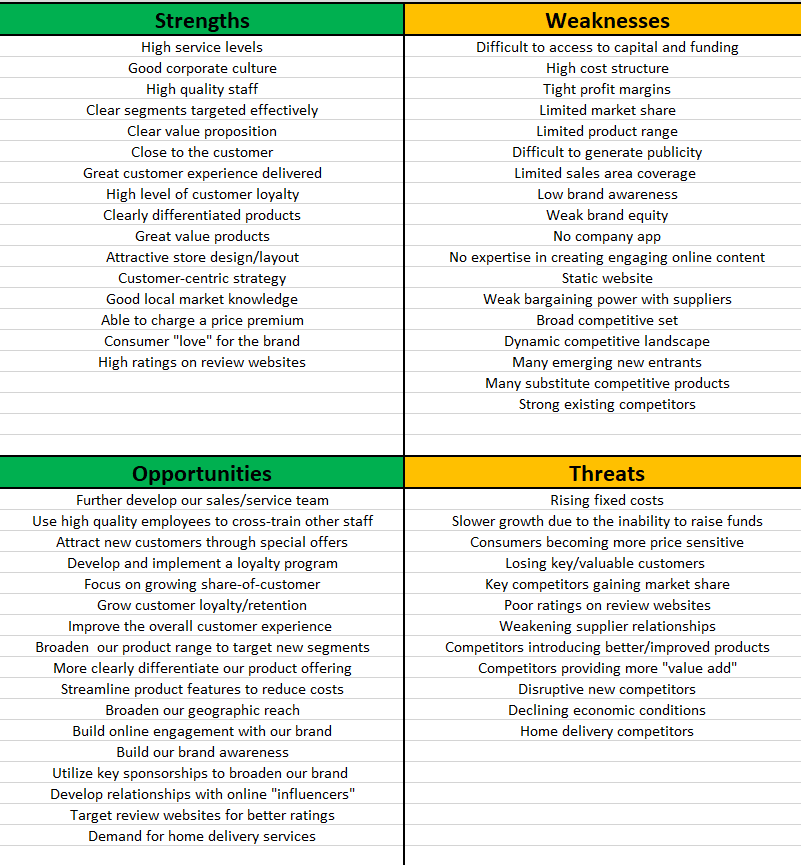 Strengths
High service levels
Good corporate culture
High quality staff
Clear segments targeted effectively
Clear value proposition
Close to the customer
Great customer experience delivered
High level of customer loyalty
Clearly differentiated products
Great value products
Attractive store design/layout
Customer-centric strategy
Good local market knowledge
Able to charge a price premium
Consumer "love" for the brand
High ratings on review websites
Weaknesses
Difficult to access to capital and funding
High cost structure
Tight profit margins
Limited market share
Limited product range
Difficult to generate publicity
Limited sales area coverage
Low brand awareness
Weak brand equity
No company app
No expertise in creating engaging online content
Static website
Weak bargaining power with suppliers
Broad competitive set
Dynamic competitive landscape
Many emerging new entrants
Many substitute competitive products
Strong existing competitors
Opportunities
Further develop our sales/service team
Use high quality employees to cross-train other staff
Attract new customers through special offers
Develop and implement a loyalty program
Focus on growing share-of-customer
Grow customer loyalty/retention
Improve the overall customer experience
Broaden  our product range to target new segments
More clearly differentiate our product offering
Streamline product features to reduce costs
Broaden our geographic reach
Build online engagement with our brand
Build our brand awareness
Utilize key sponsorships to broaden our brand
Develop relationships with online "influencers"
Target review websites for better ratings
Demand for home delivery services
Threats
Rising fixed costs
Slower growth due to the inability to raise funds
Consumers becoming more price sensitive
Losing key/valuable customers
Key competitors gaining market share
Poor ratings on review websites
Weakening supplier relationships
Competitors introducing better/improved products
Competitors providing more "value add"
Disruptive new competitors
Declining economic conditions
Home delivery competitors